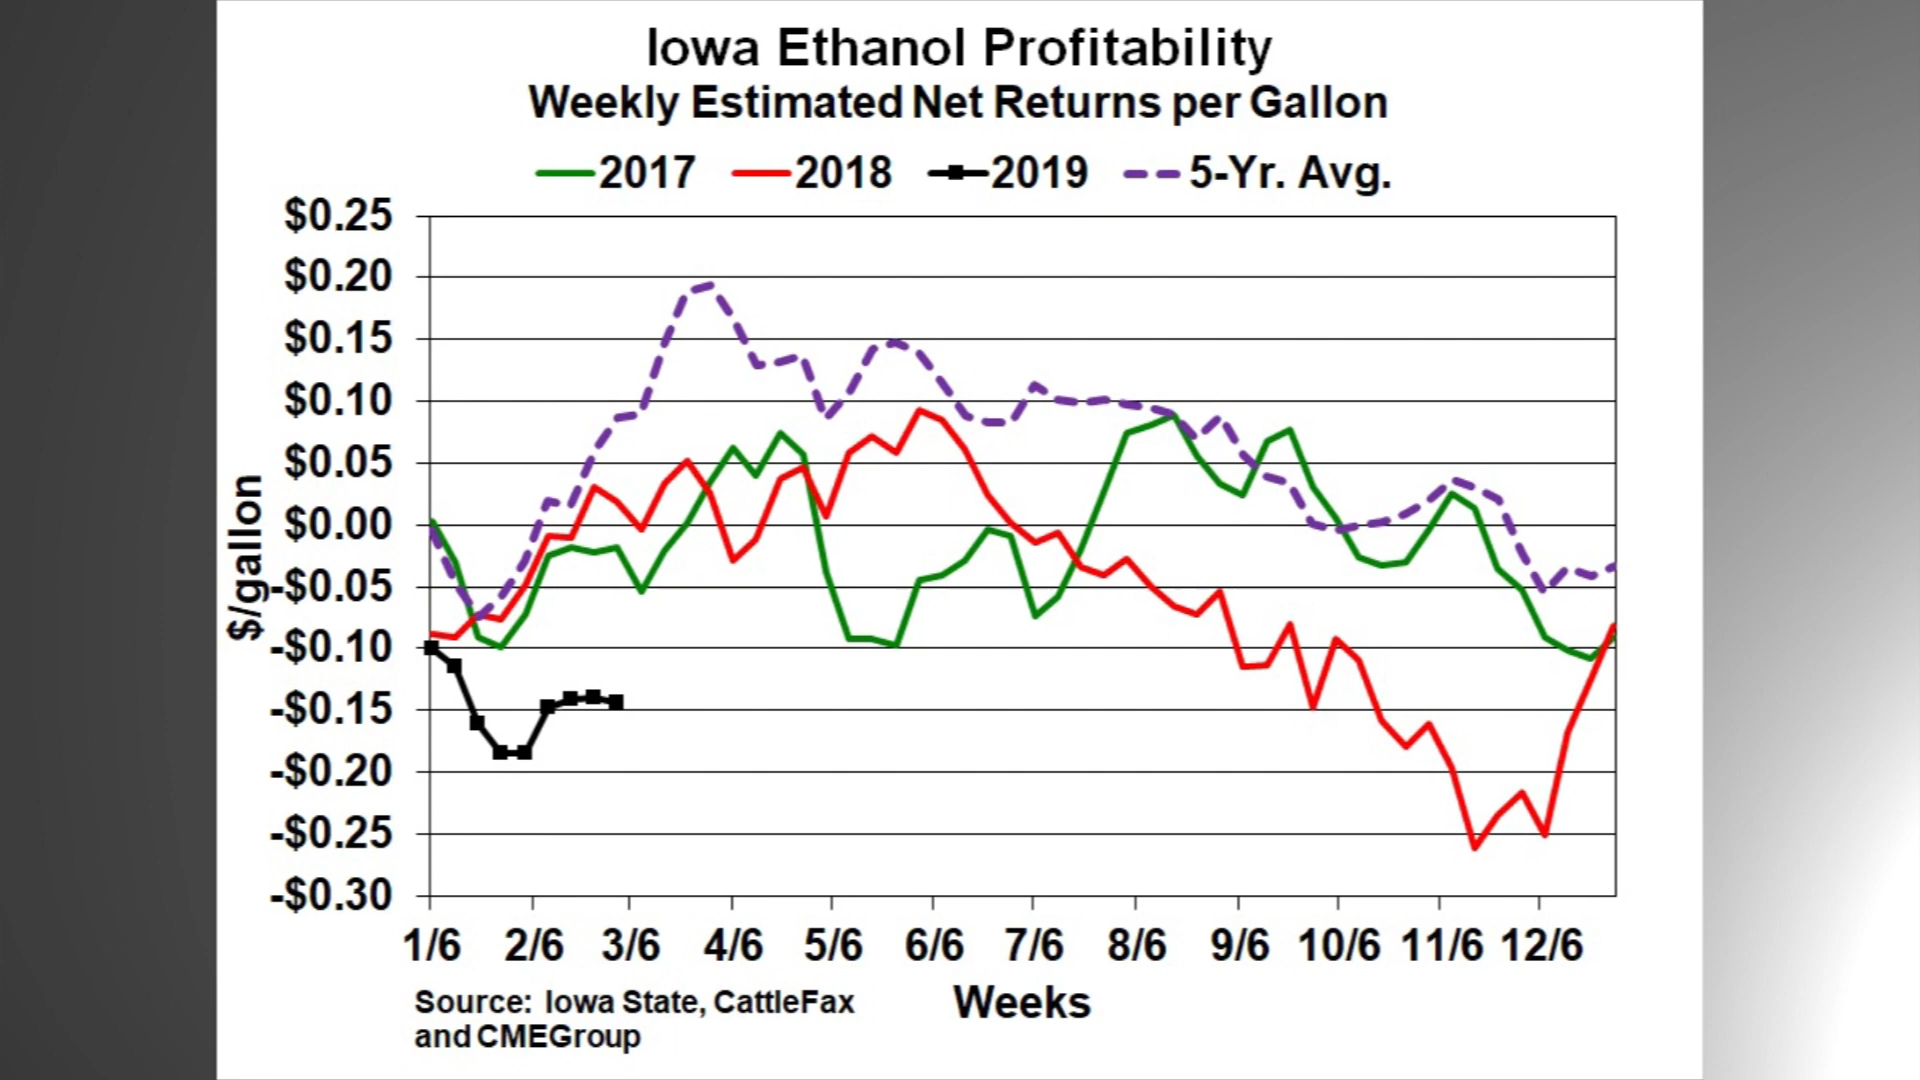 Iowa Ethanol Profitability
Weekly Estimated Net Returns per Gallon
2017 2018 2019 5-Yr. Avg.
$0.25
$0.20
$0.15
$0.10
$0.05
$0.00
-$0.05
-$0.10
-$0.15
-$0.20
-$0.25
-$0.30
$/gallon
1/6 2/6 3/6 4/6 5/6 6/6 7/6 8/6 9/6 10/6 11/6 12/6
Weeks
Source: Iowa State, CattleFax
and CMEGroup